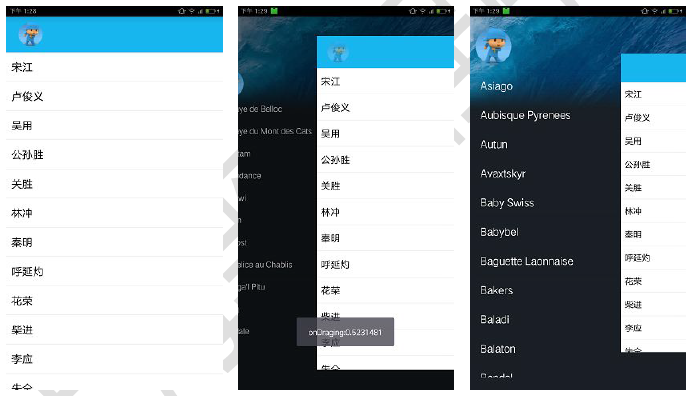 下午 1:28
宋江
卢俊义
吴用
公孙胜
关胜
林冲
秦明
呼延灼
花荣
柴进
李应
朱仝
下午 1:29
宋江
卢俊义
吴用
公孙胜
关胜
林冲
秦明
呼延灼
花荣
柴进
李应
朱仝
ye de Belloc
ye du Mont des Cats
tam
dance
wi
n
ost
elice au Chablis
ga'l Pitu
ale
onDraging:0.5231481
下午 1:29
Asiago
Aubisque Pyrenees
Autun
Avaxtskyr
Baby Swiss
Babybel
Baguette Laonnaise
Bakers
Baladi
Balaton
Bandal
宋江
卢俊义
吴用
公孙胜
关胜
林冲
秦明
呼延灼
花荣
柴进
李应
朱仝